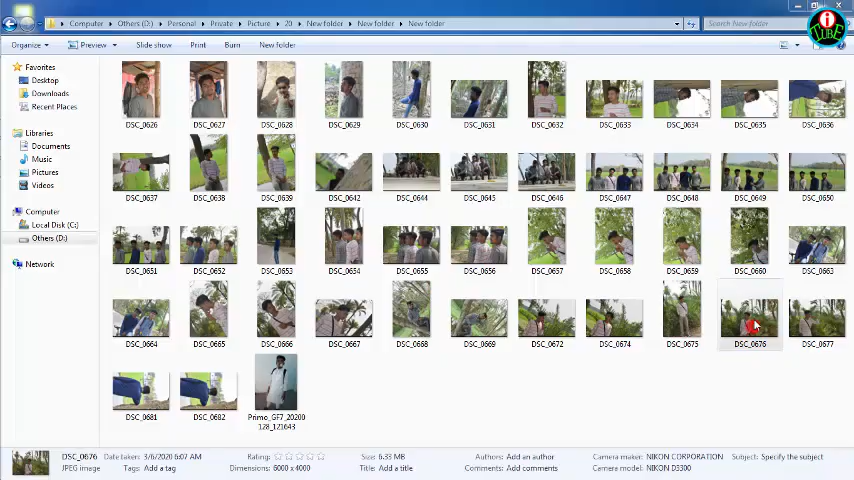 Computer ▸ Others (D:) ▸ Personal ▸ Private ▸ Picture ▸ 20 ▸ New folder ▸ New folder ▸ New folder
Search New folder
i
TUBE
Organize Preview Slide show Print Burn New folder
Favorites
Desktop
Downloads
Recent Places
Libraries
Documents
Music
Pictures
Videos
Computer
Local Disk (C:)
Others (D:)
Network
DSC_0626 DSC_0627 DSC_0628 DSC_0629 DSC_0630 DSC_0631 DSC_0632 DSC_0633 DSC_0634 DSC_0635 DSC_0636
DSC_0637 DSC_0638 DSC_0639 DSC_0642 DSC_0644 DSC_0645 DSC_0646 DSC_0647 DSC_0648 DSC_0649 DSC_0650
DSC_0651 DSC_0652 DSC_0653 DSC_0654 DSC_0655 DSC_0656 DSC_0657 DSC_0658 DSC_0659 DSC_0660 DSC_0663
DSC_0664 DSC_0665 DSC_0666 DSC_0667 DSC_0668 DSC_0669 DSC_0672 DSC_0674 DSC_0675 DSC_0676 DSC_0677
DSC_0681 DSC_0682 Primo_GF7_20200
128_121643
DSC_0676 Date taken: 3/6/2020 6:07 AM Rating: Size: 6.33 MB Authors: Add an author Camera maker: NIKON CORPORATION Subject: Specify the subject
JPEG image Tags: Add a tag Dimensions: 6000 x 4000 Title: Add a title Comments: Add comments Camera model: NIKON D3300